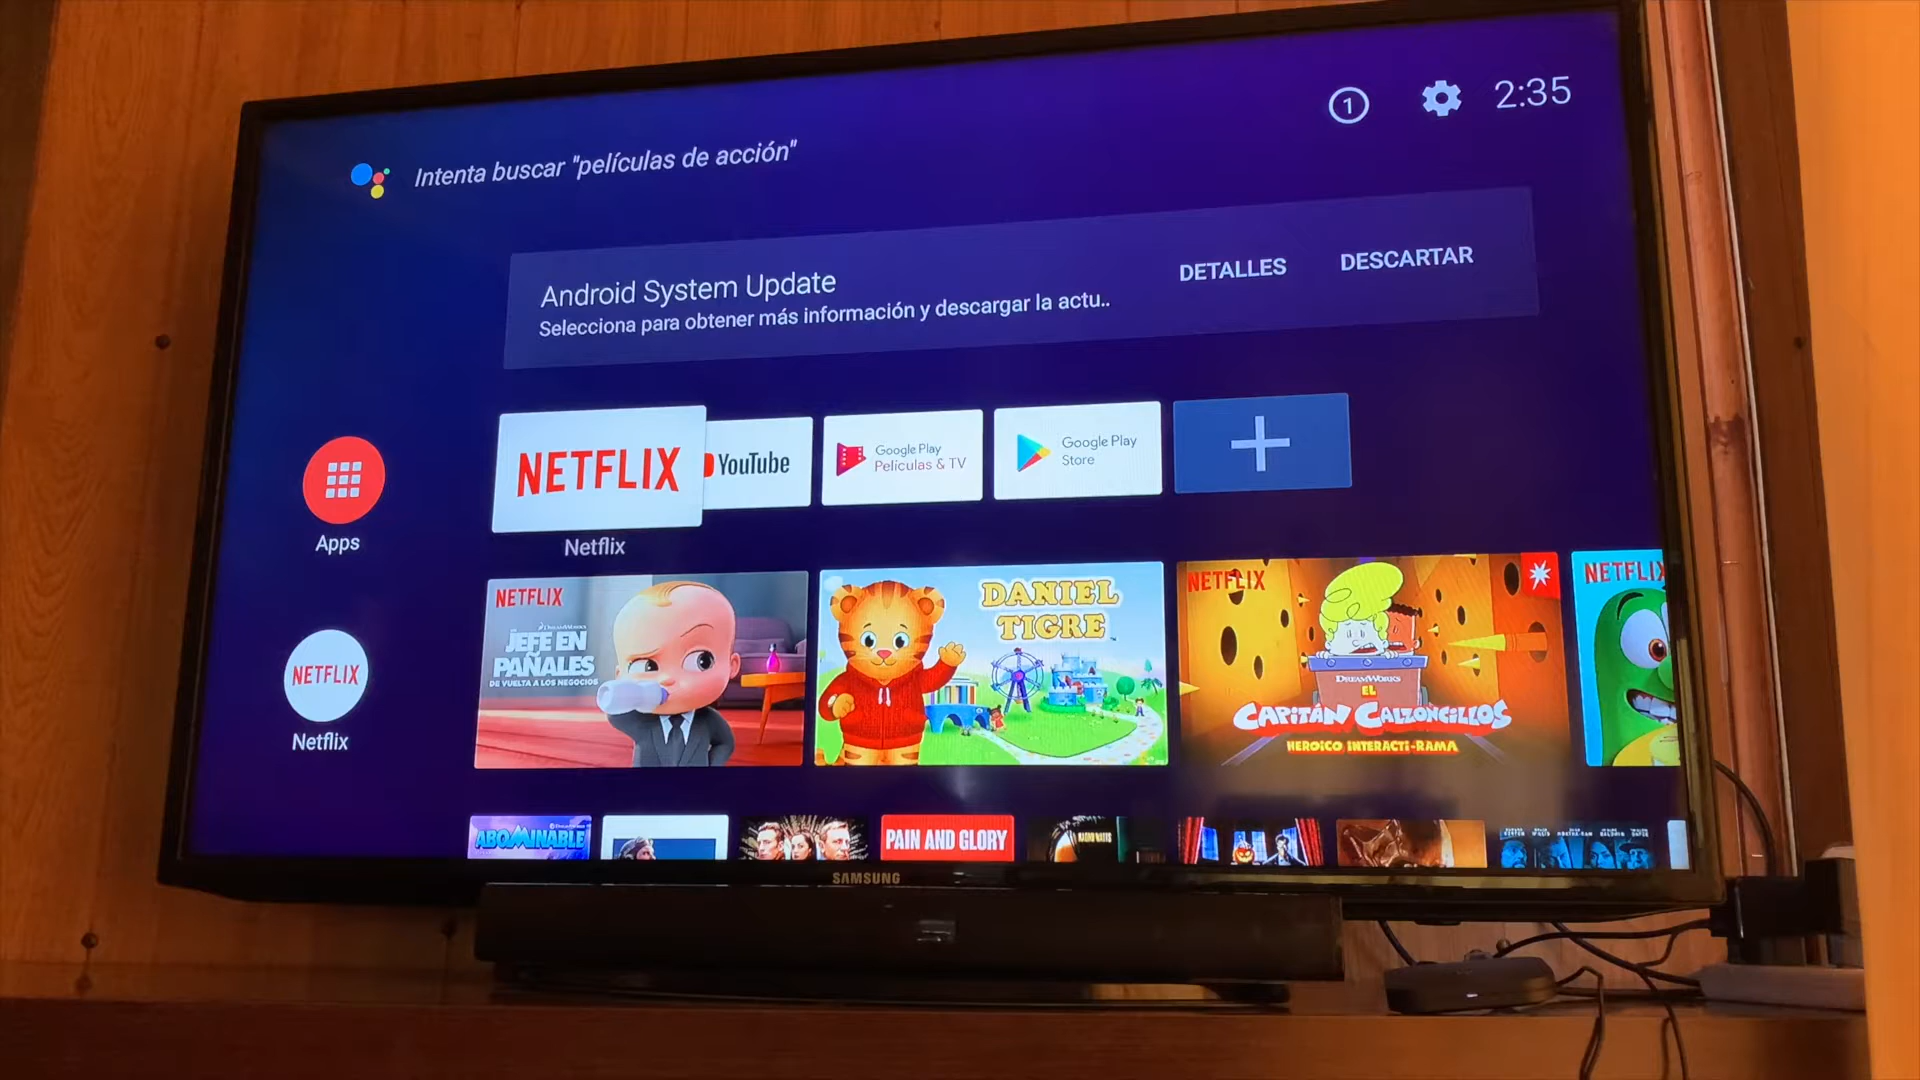 1
2:35
Intenta buscar "películas de acción"
Android System Update
Selecciona para obtener más información y descargar la actu..
DETALLES
DESCARTAR
NETFLIX
YouTube
Google Play
Películas & TV
Google Play
Store
Apps
Netflix
NETFLIX
DREAMWORKS
JEFE EN
PAÑALES
DE VUELTA A LOS NEGOCIOS
DANIEL
TIGRE
NETFLIX
DREAMWORKS
EL
CAPITÁN CALZONCILLOS
HEROICO INTERACTI-RAMA
NETFLIX
NETFLIX
Netflix
ABOMINABLE
PAIN AND GLORY
SAMSUNG